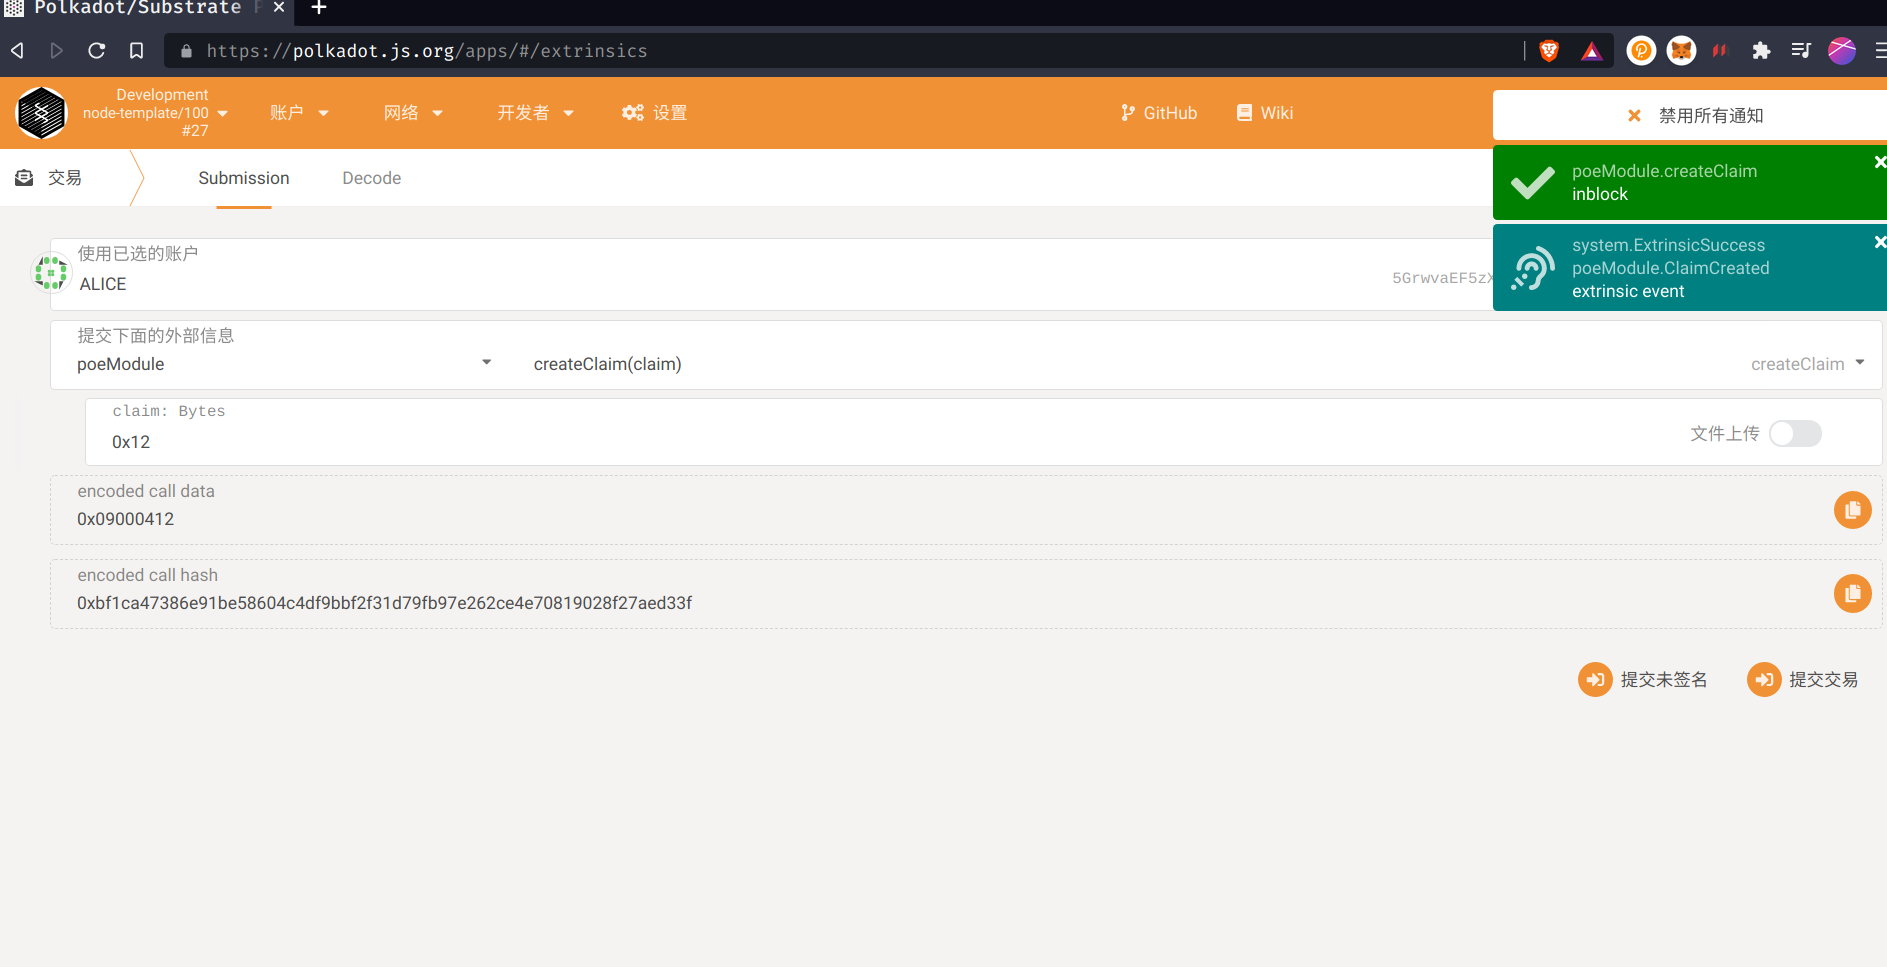 Polkadot/Substrate P
https://polkadot.js.org/apps/#/extrinsics
Development
node-template/100
#27
账户
网络
开发者
设置
GitHub
Wiki
禁用所有通知
poeModule.createClaim
inblock
system.ExtrinsicSuccess
poeModule.ClaimCreated
extrinsic event
交易
Submission
Decode
使用已选的账户
ALICE
5GrwvaEF5zX
提交下面的外部信息
poeModule
createClaim(claim)
createClaim
claim: Bytes
0x12
文件上传
encoded call data
0x09000412
encoded call hash
0xbf1ca47386e91be58604c4df9bbf2f31d79fb97e262ce4e70819028f27aed33f
提交未签名
提交交易